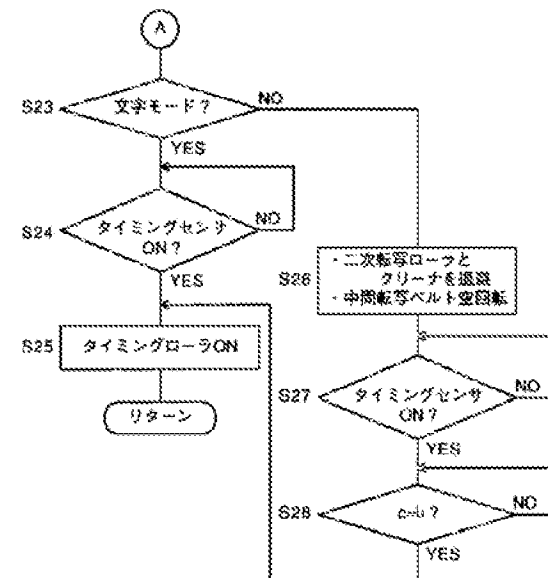 A
S23
文字モード?
NO
YES
S24
タイミングセンサ
ON?
NO
YES
S25
タイミングローラON
リターン
S26
・二次転写ローラと
クリーナを退避
・中間転写ベルト空回転
S27
タイミングセンサ
ON?
NO
YES
S28
NO
YES